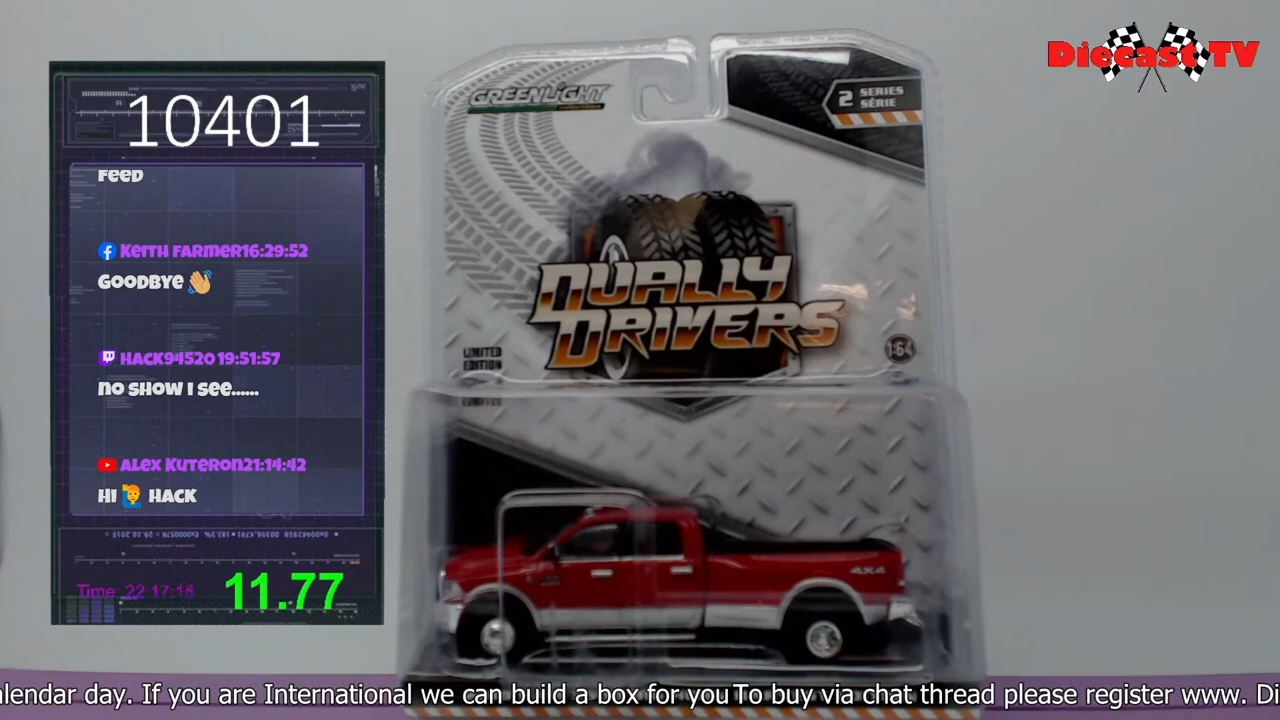 10401
FEED
Keith Farmer16:29:52
Goodbye 👋
HACK94520 19:51:57
no show I see......
Alex Kuteron21:14:42
Hi 🙋 Hack
Time: 22:17:16
11.77
GREENLIGHT
2 SERIES
SÉRIE
DUALLY
DRIVERS
LIMITED
EDITION
1:64
4X4
Diecast TV
alendar day. If you are International we can build a box for you To buy via chat thread please register www. Di